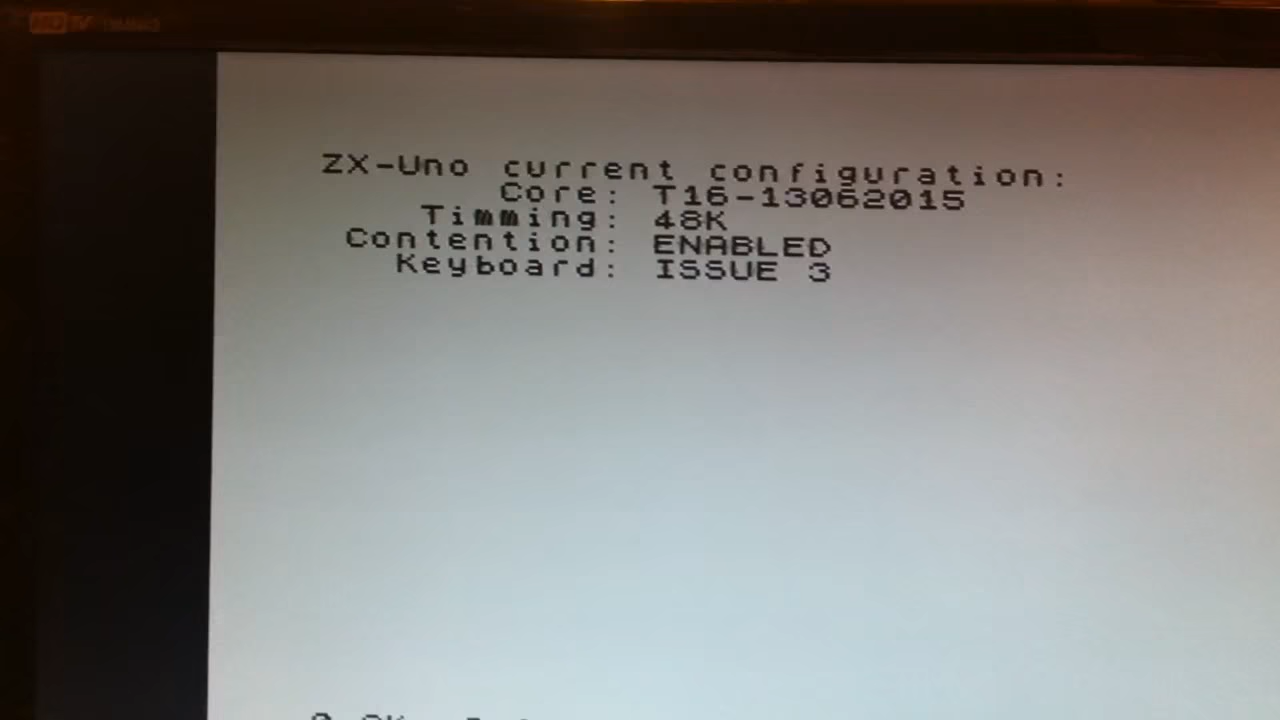 ZX-Uno current configuration:
Core: T16-13062015
Timming: 48K
Contention: ENABLED
Keyboard: ISSUE 3